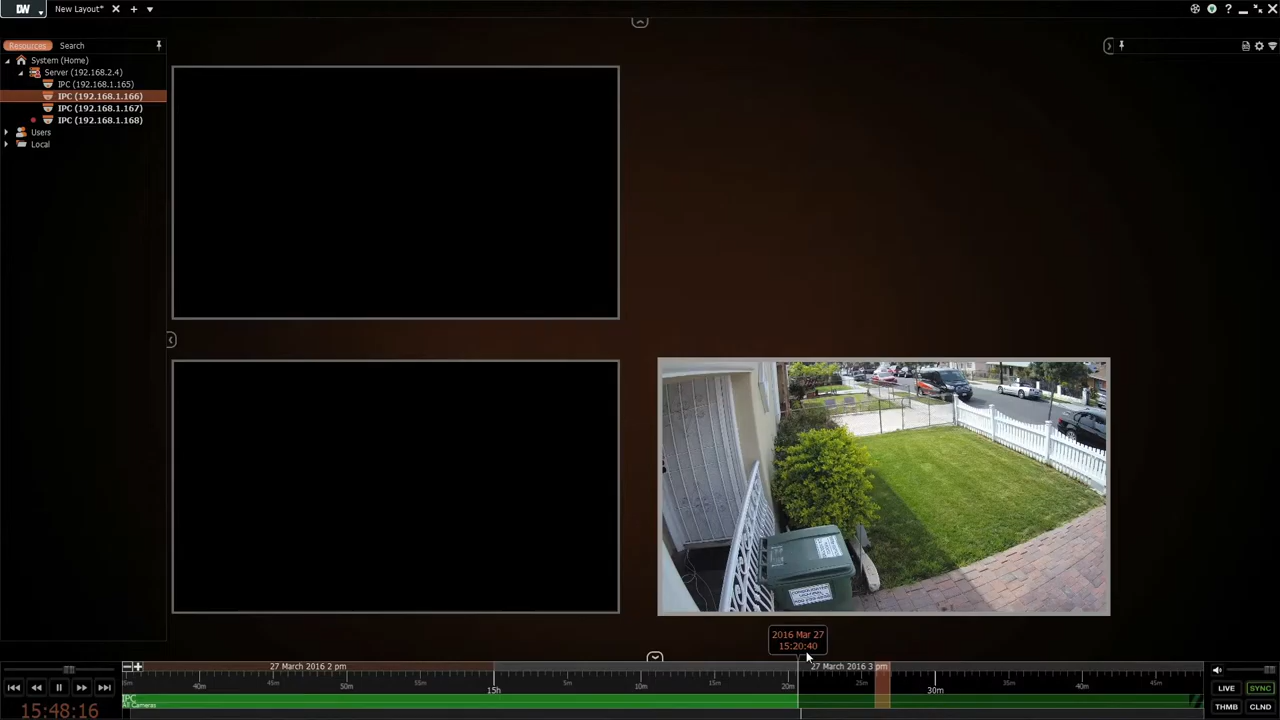 DW
New Layout*
Resources Search
System (Home)
Server (192.168.2.4)
IPC (192.168.1.165)
IPC (192.168.1.166)
IPC (192.168.1.167)
IPC (192.168.1.168)
Users
Local
2016 Mar 27
15:20:40
27 March 2016 2 pm 27 March 2016 3 pm
40m 45m 50m 55m 15h 5m 10m 15m 20m 25m 30m 35m 40m 45m
IPC
All Cameras
LIVE SYNC
THMB CLND
15:48:16